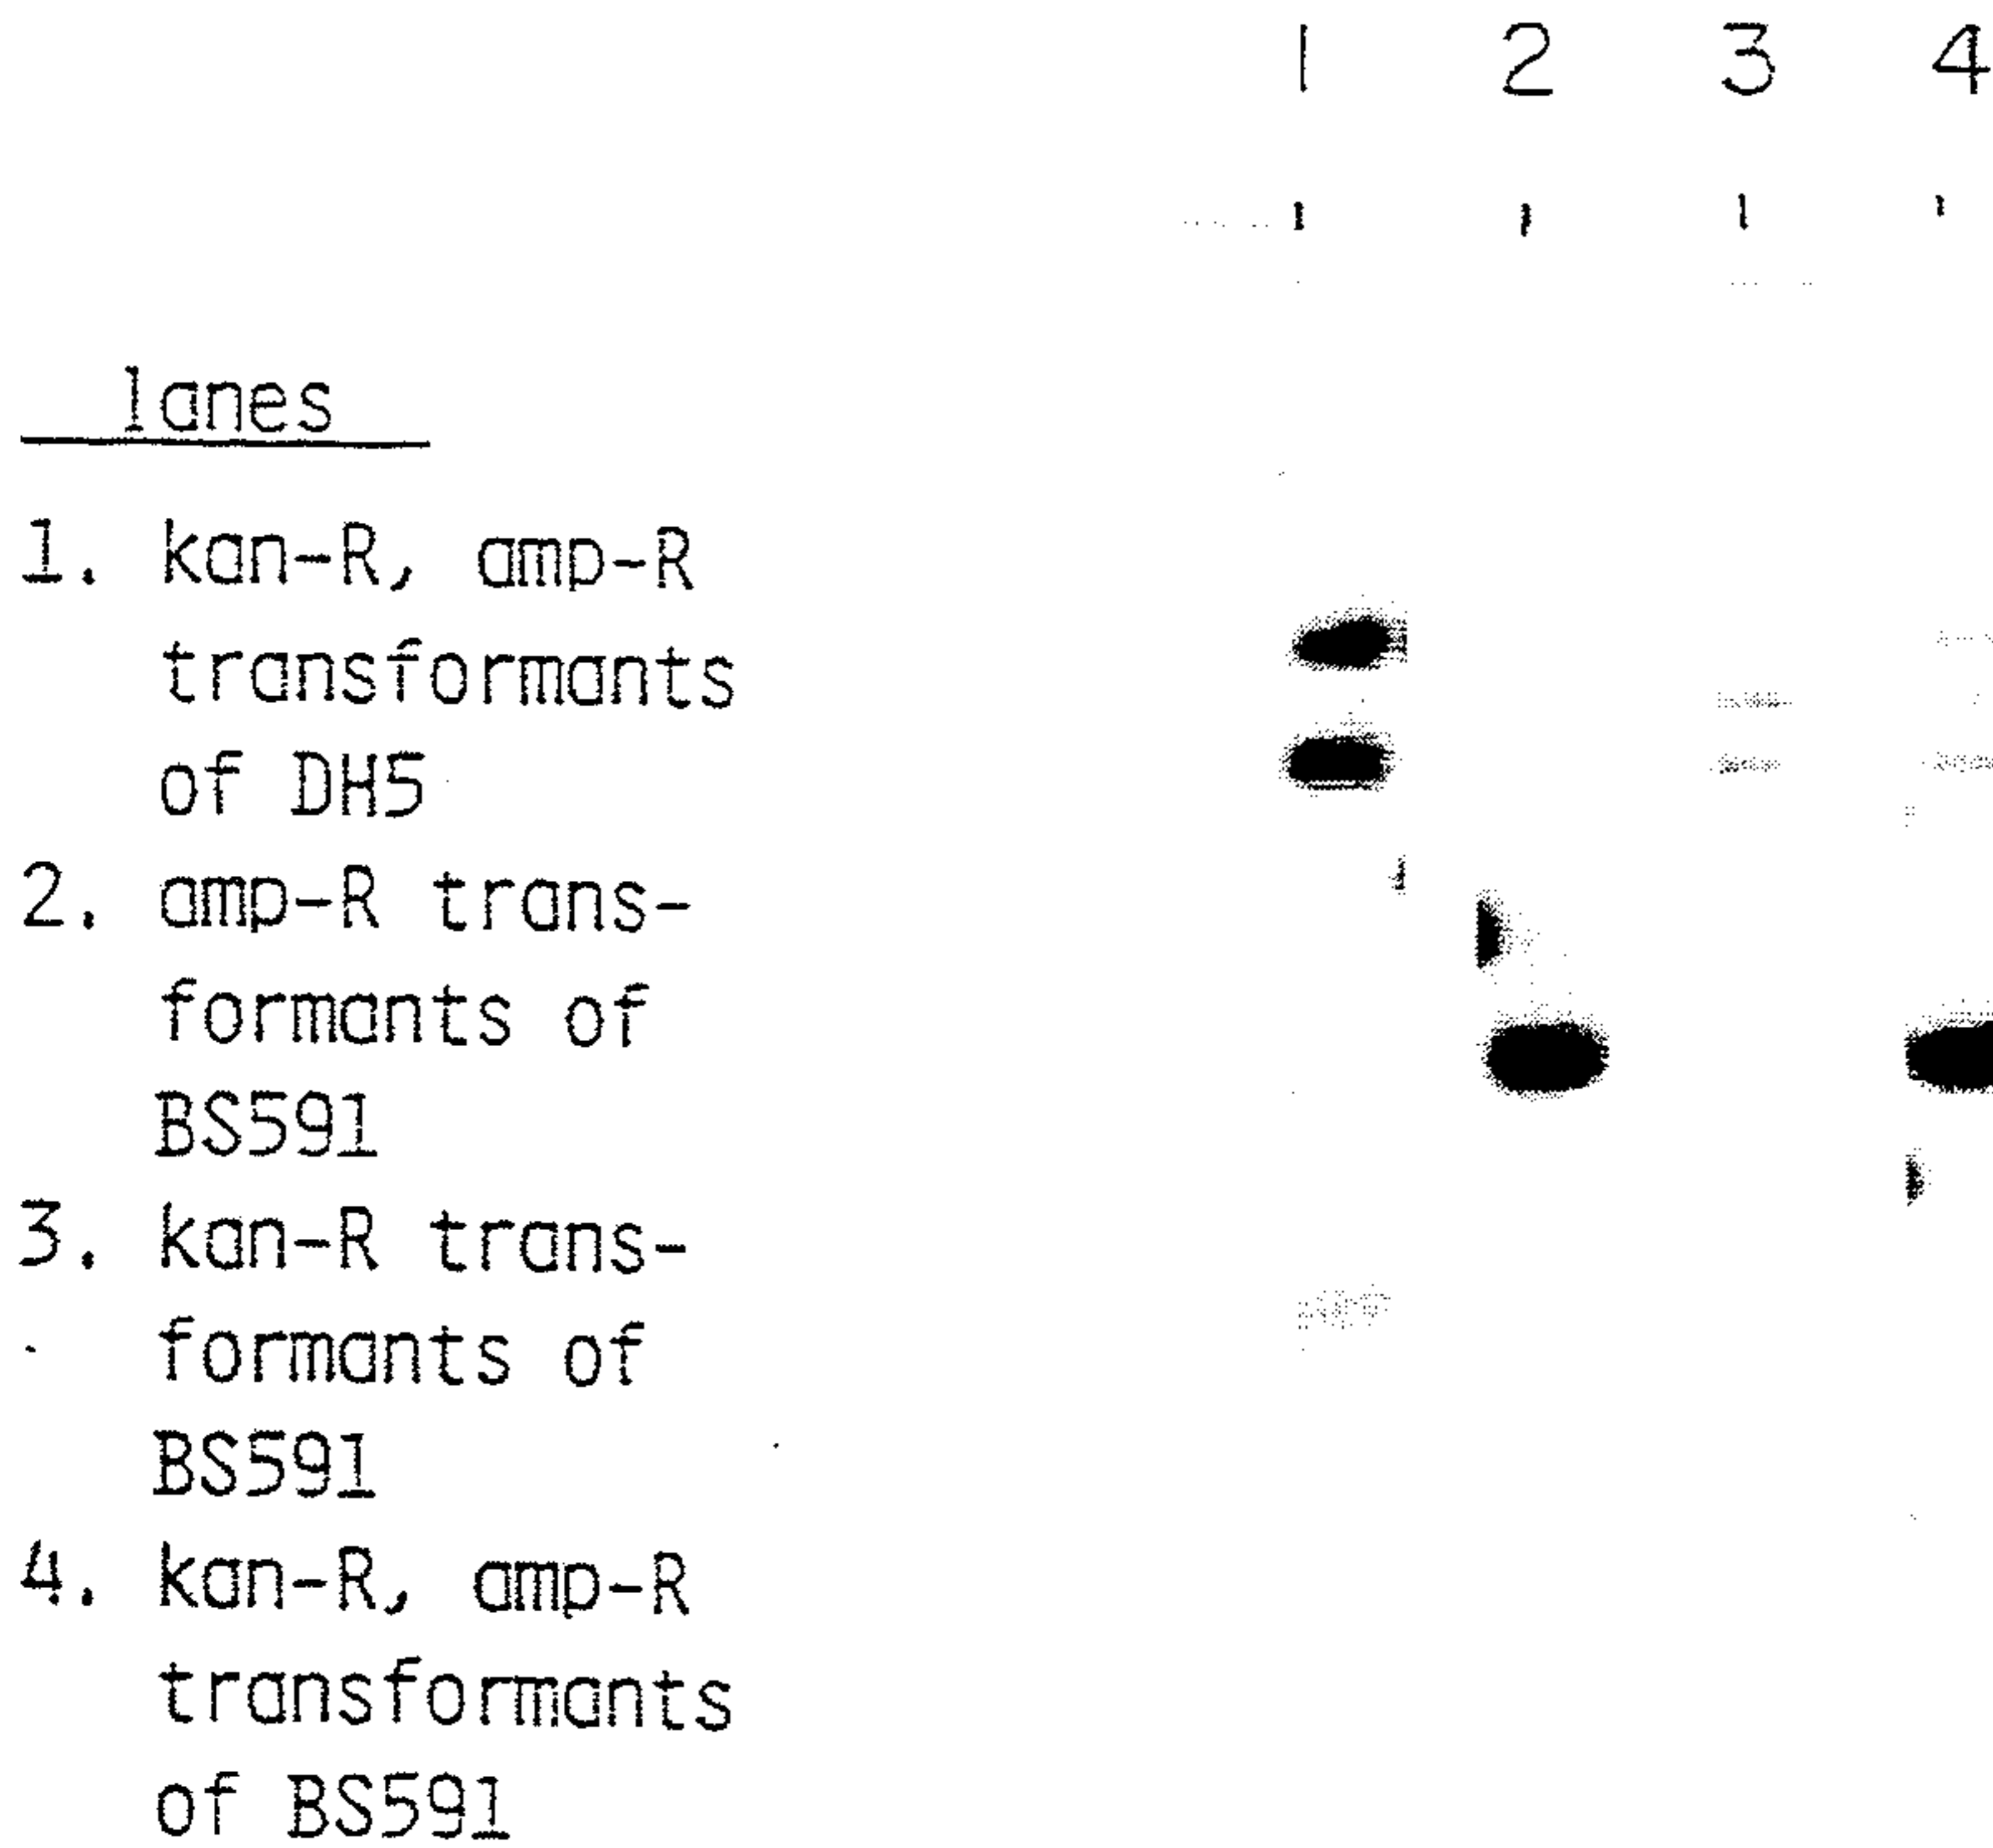 1 2 3 4
lanes
1. kan-R, amp-R
transformants
of DH5
2. amp-R trans-
formants of
BS591
3. kan-R trans-
formants of
BS591
4. kan-R, amp-R
transformants
of BS591